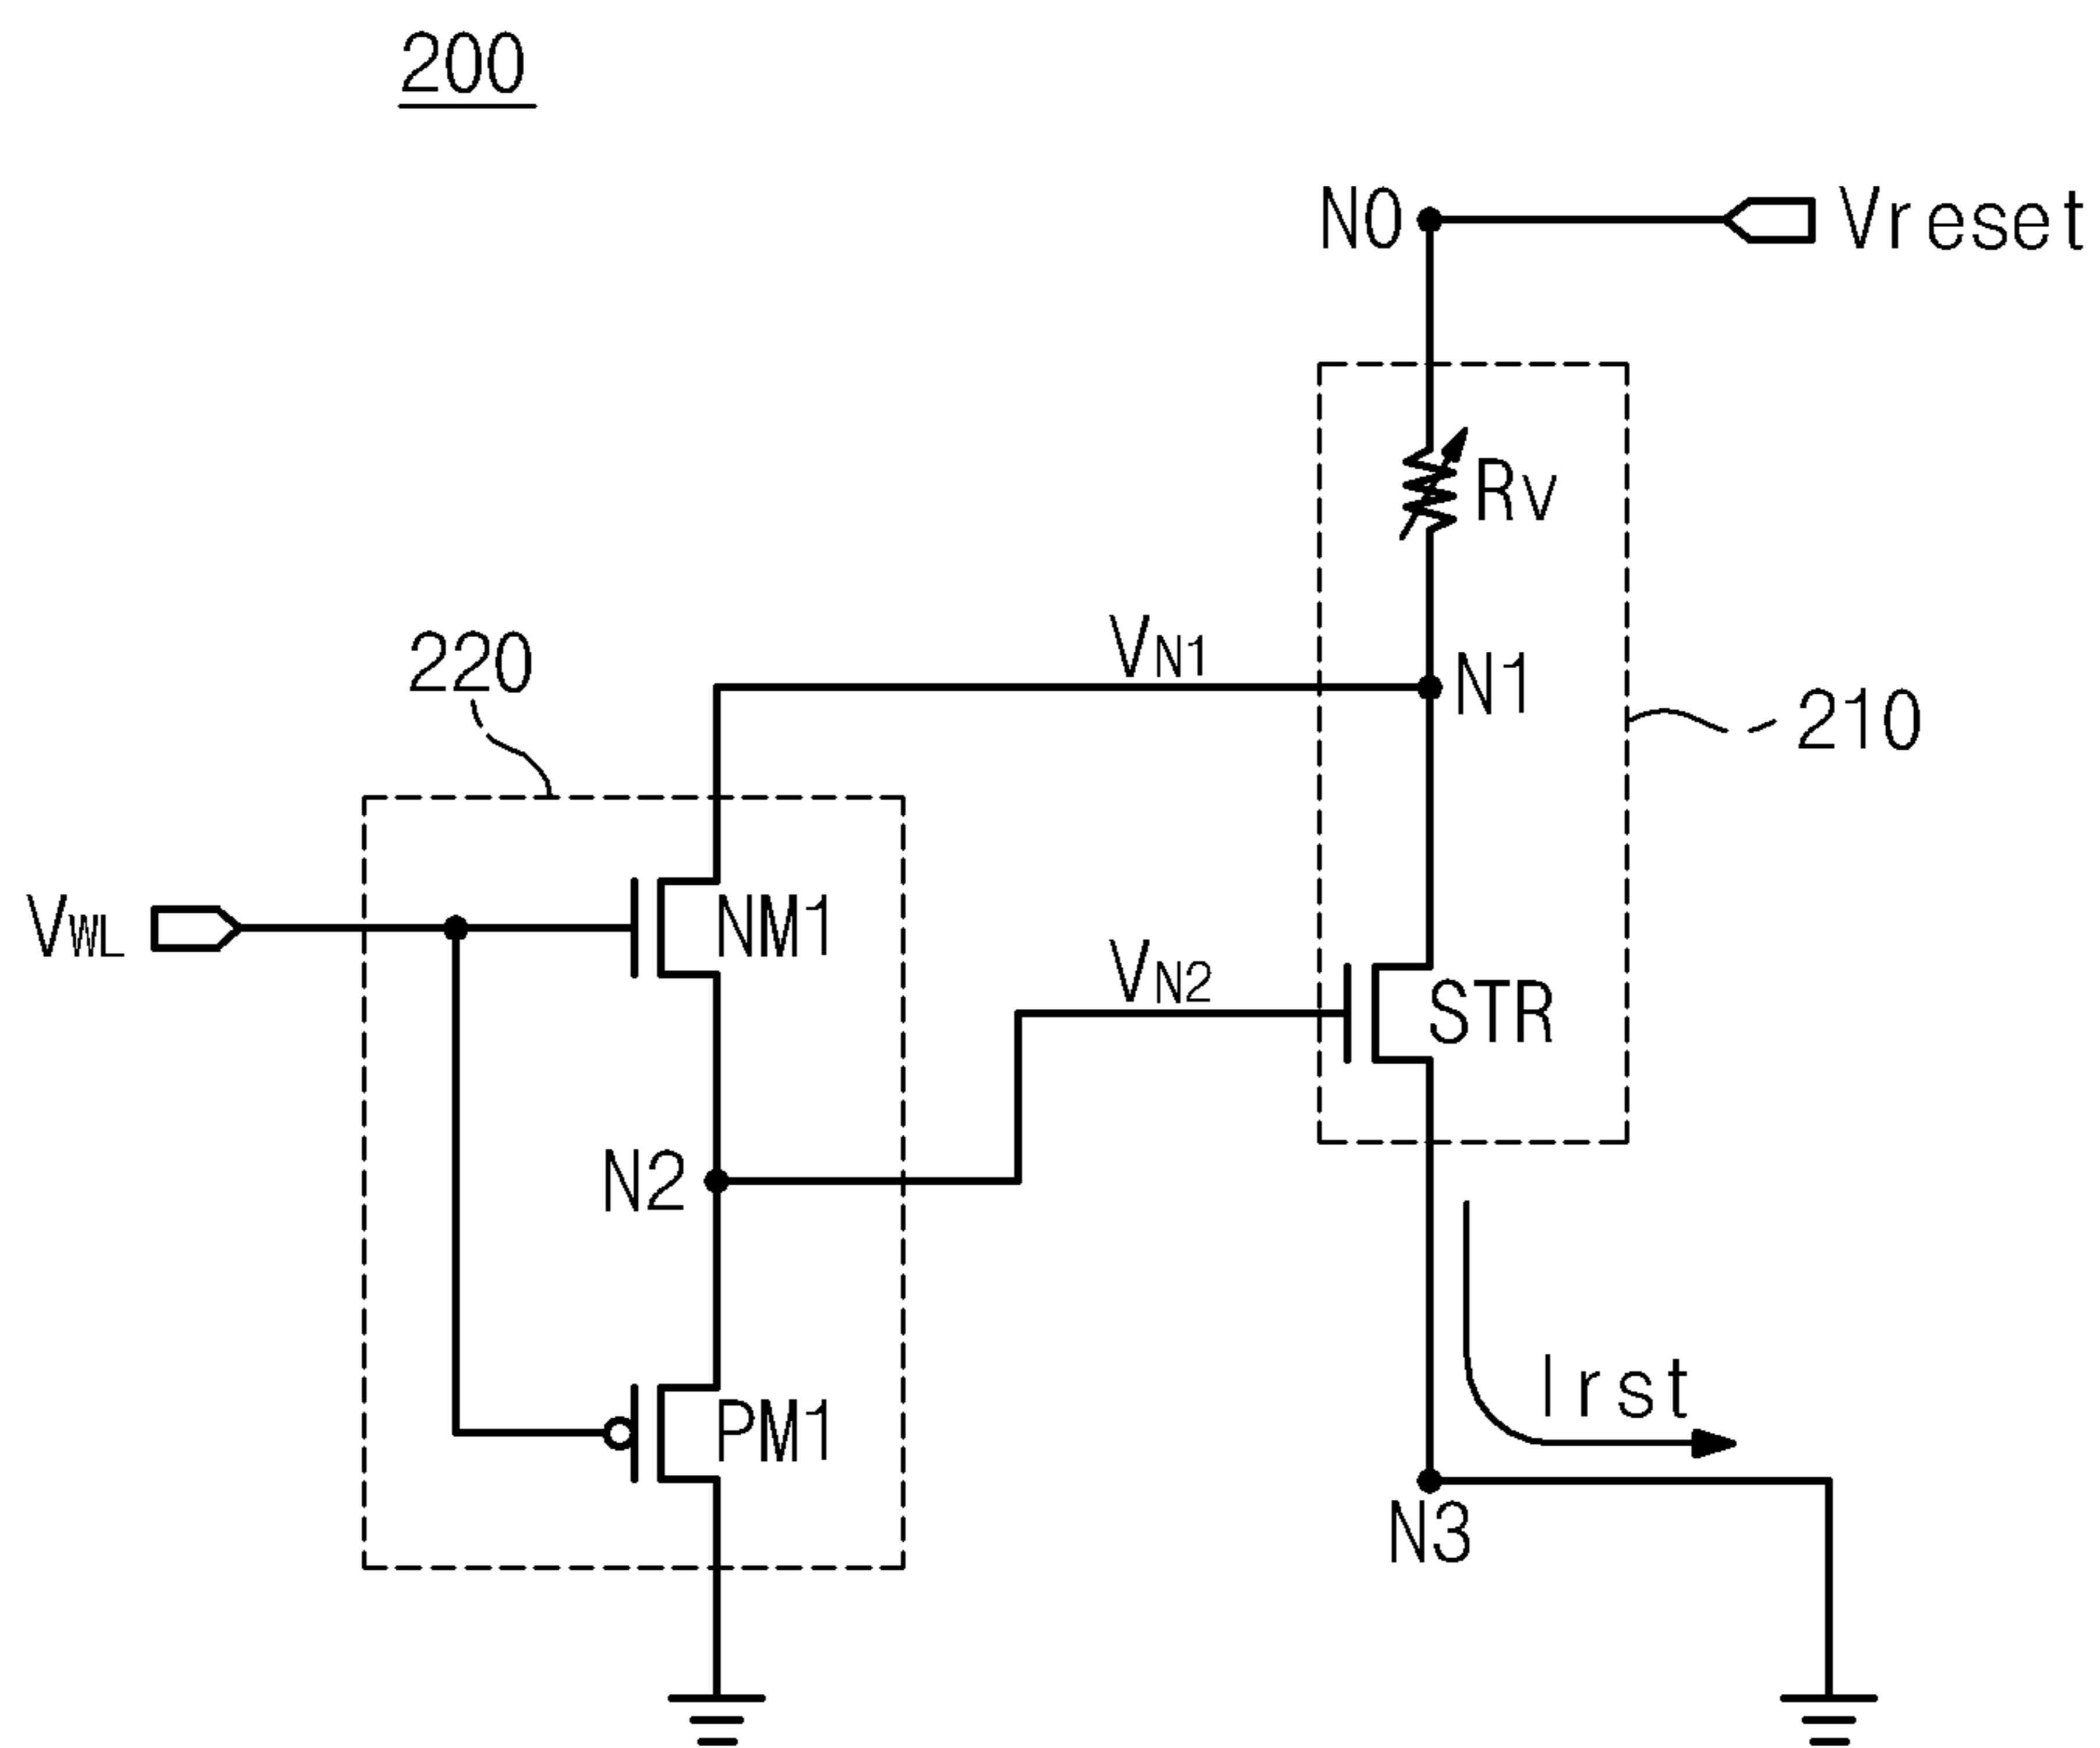 200
N0
Vreset
Rv
VN1
N1
220
210
VWL
NM1
VN2
STR
N2
PM1
Irst
N3